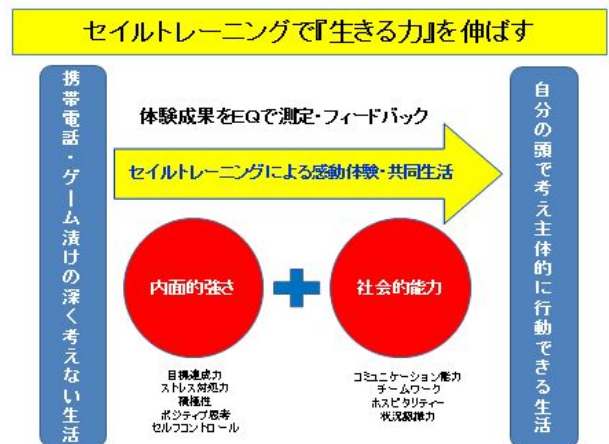 セイルトレーニングで『生きる力』を伸ばす
携帯電話・ゲーム漬けの深く考えない生活
体験成果をEQで測定・フィードバック
セイルトレーニングによる感動体験・共同生活
内面的強さ
目標達成力
ストレス対処力
積極性
ポジティブ思考
セルフコントロール
社会的能力
コミュニケーション能力
チームワーク
ホスピタリティー
状況認識力
自分の頭で考え主体的に行動できる生活